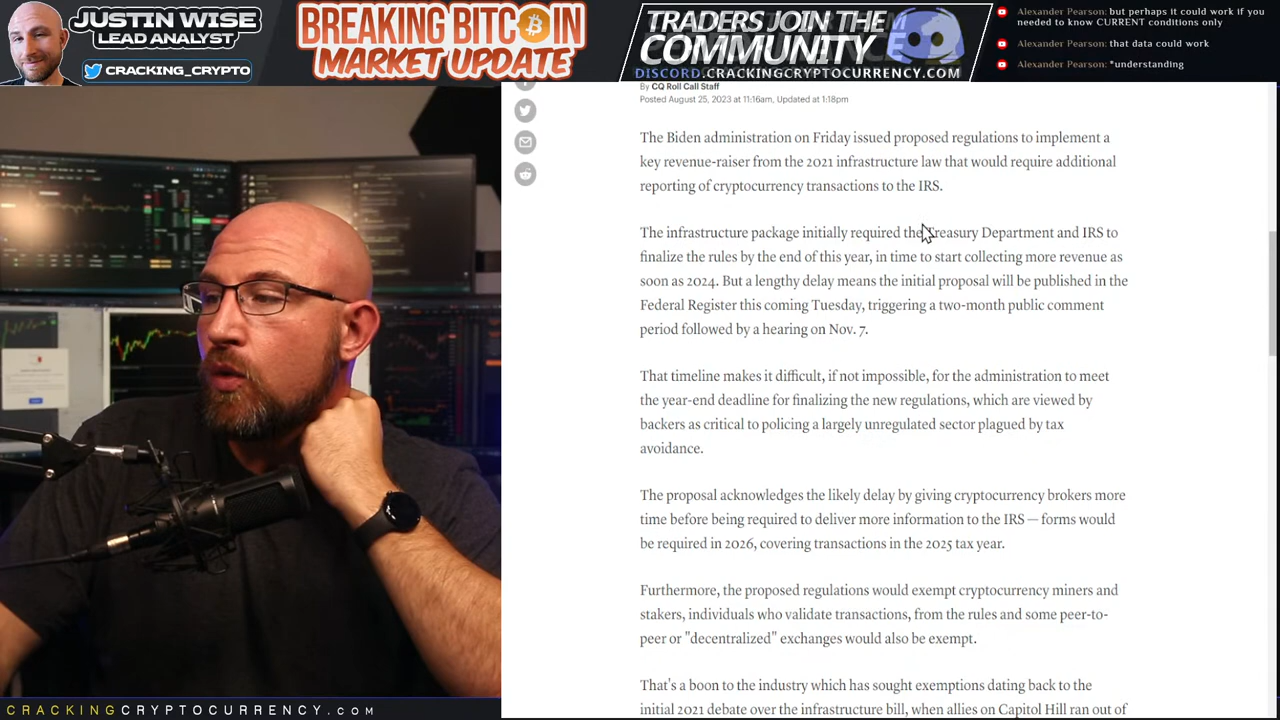 JUSTIN WISE
LEAD ANALYST
CRACKING_CRYPTO
BREAKING BITCOIN
MARKET UPDATE
TRADERS JOIN THE
COMMUNITY
DISCORD.CRACKINGCRYPTOCURRENCY.COM
Alexander Pearson: but perhaps it could work if you
needed to know CURRENT conditions only
Alexander Pearson: that data could work
Alexander Pearson: *understanding
By CQ Roll Call Staff
Posted August 25, 2023 at 11:16am, Updated at 1:18pm
The Biden administration on Friday issued proposed regulations to implement a
key revenue-raiser from the 2021 infrastructure law that would require additional
reporting of cryptocurrency transactions to the IRS.
The infrastructure package initially required the Treasury Department and IRS to
finalize the rules by the end of this year, in time to start collecting more revenue as
soon as 2024. But a lengthy delay means the initial proposal will be published in the
Federal Register this coming Tuesday, triggering a two-month public comment
period followed by a hearing on Nov. 7.
That timeline makes it difficult, if not impossible, for the administration to meet
the year-end deadline for finalizing the new regulations, which are viewed by
backers as critical to policing a largely unregulated sector plagued by tax
avoidance.
The proposal acknowledges the likely delay by giving cryptocurrency brokers more
time before being required to deliver more information to the IRS — forms would
be required in 2026, covering transactions in the 2025 tax year.
Furthermore, the proposed regulations would exempt cryptocurrency miners and
stakers, individuals who validate transactions, from the rules and some peer-to-
peer or "decentralized" exchanges would also be exempt.
That's a boon to the industry which has sought exemptions dating back to the
initial 2021 debate over the infrastructure bill, when allies on Capitol Hill ran out of
CRACKINGCRYPTOCURRENCY.COM